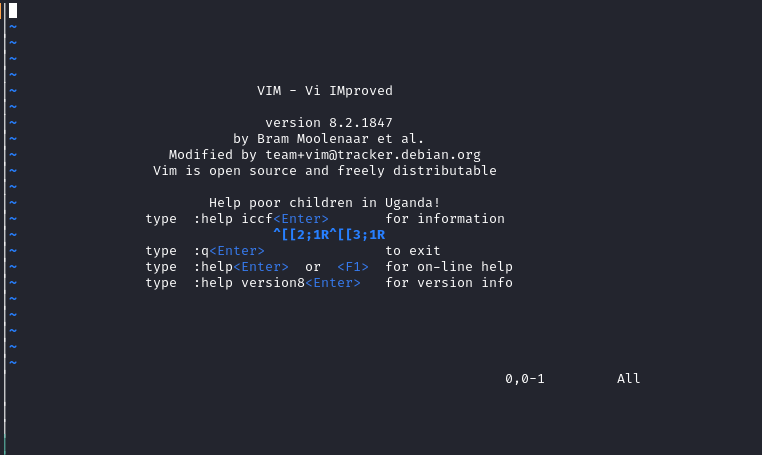 ~
~
~
~
VIM - Vi IMproved
~
~
version 8.2.1847
~
by Bram Moolenaar et al.
~
Modified by team+vim@tracker.debian.org
~
Vim is open source and freely distributable
~
~
Help poor children in Uganda!
~
type  :help iccf<Enter>       for information
~
^[[2;1R^[[3;1R
~
type  :q<Enter>               to exit
~
type  :help<Enter>  or  <F1>  for on-line help
~
type  :help version8<Enter>   for version info
~
~
~
~
~
~
0,0-1         All